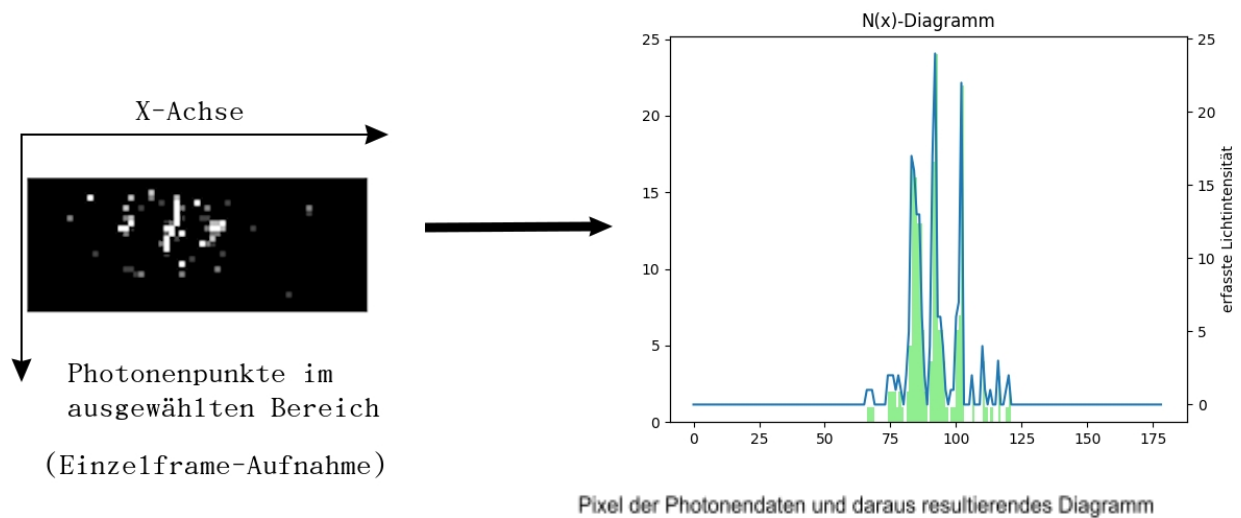 X-Achse
Photonenpunkte im
ausgewählten Bereich
(Einzelframe-Aufnahme)
N(x)-Diagramm
25
20
15
10
5
0
0 25 50 75 100 125 150 175
25
20
15
10
5
0
erfasste Lichtintensität
Pixel der Photonendaten und daraus resultierendes Diagramm